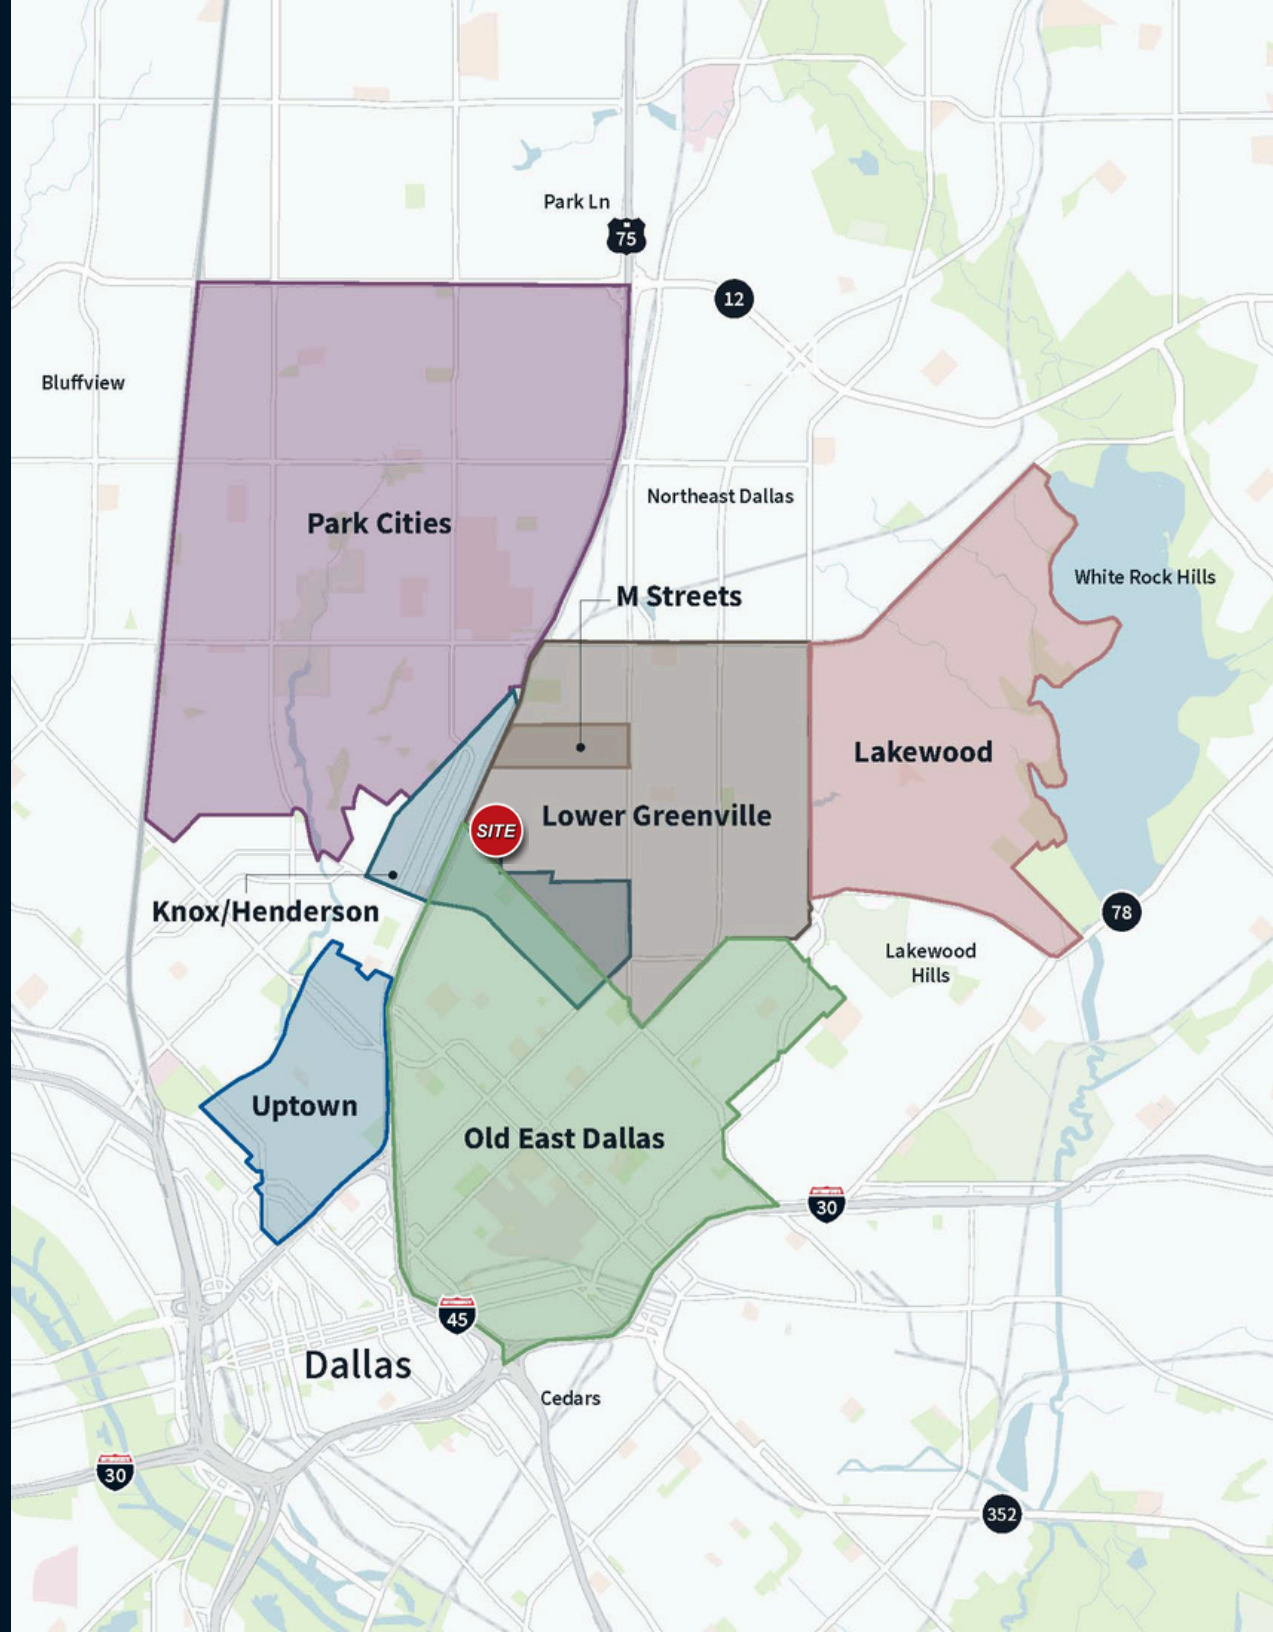 Park Ln
75
12
Bluffview
Northeast Dallas
Park Cities
White Rock Hills
M Streets
Lakewood
Lower Greenville
SITE
Knox/Henderson
78
Lakewood
Hills
Uptown
Old East Dallas
30
45
Dallas
Cedars
30
352